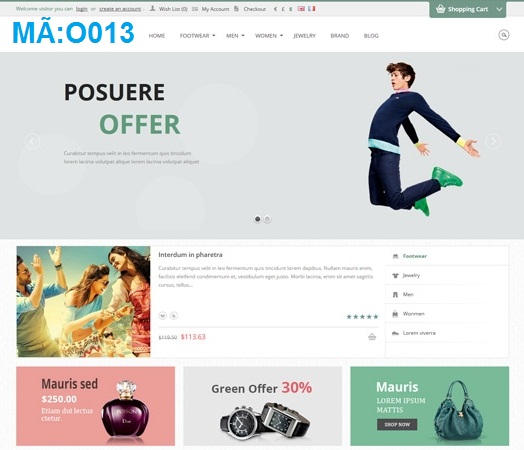 Welcome visitor you can login or create an account . Wish List (0) My Account Checkout € £ $ Shopping Cart
MÃ:O013
HOME FOOTWEAR MEN WOMEN JEWELRY BRAND BLOG
POSUERE
OFFER
Curabitur tempus velit in leo fermentum quis tincidunt
lorem lacinia volutpat alique lorem lacinia volutpat aliquet
Interdum in pharetra
Curabitur tempus velit in leo fermentum quis tincidunt lorem dapibus. Nullam mauris enim,
facilisis eleifend condimentum et, vestibulum eget justo. Morbi lacinia, enim sit amet sagittis
cursus, tellus...
$119.50 $113.63
Footwear
Jewelry
Men
Wonmen
Lorem viverra
Mauris sed
$250.00
Etiam dui lectus
ctetur.
POISON
Dior
Green Offer 30%
Mauris
LOREM IPSUM
MATTIS
SHOP NOW